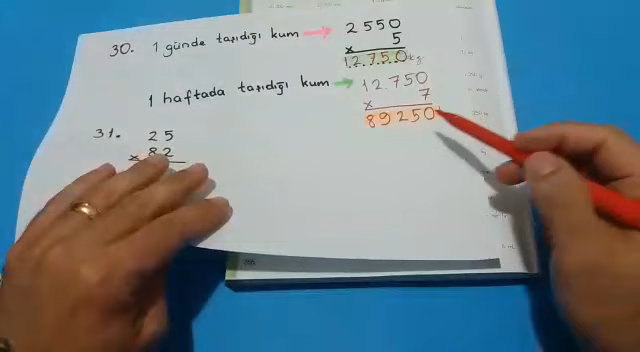 30. 1 günde taşıdığı kum → 2550
5
x
12.750 kg
1 haftada taşıdığı kum → 12.750
x 7
89250
31. 25
x 82